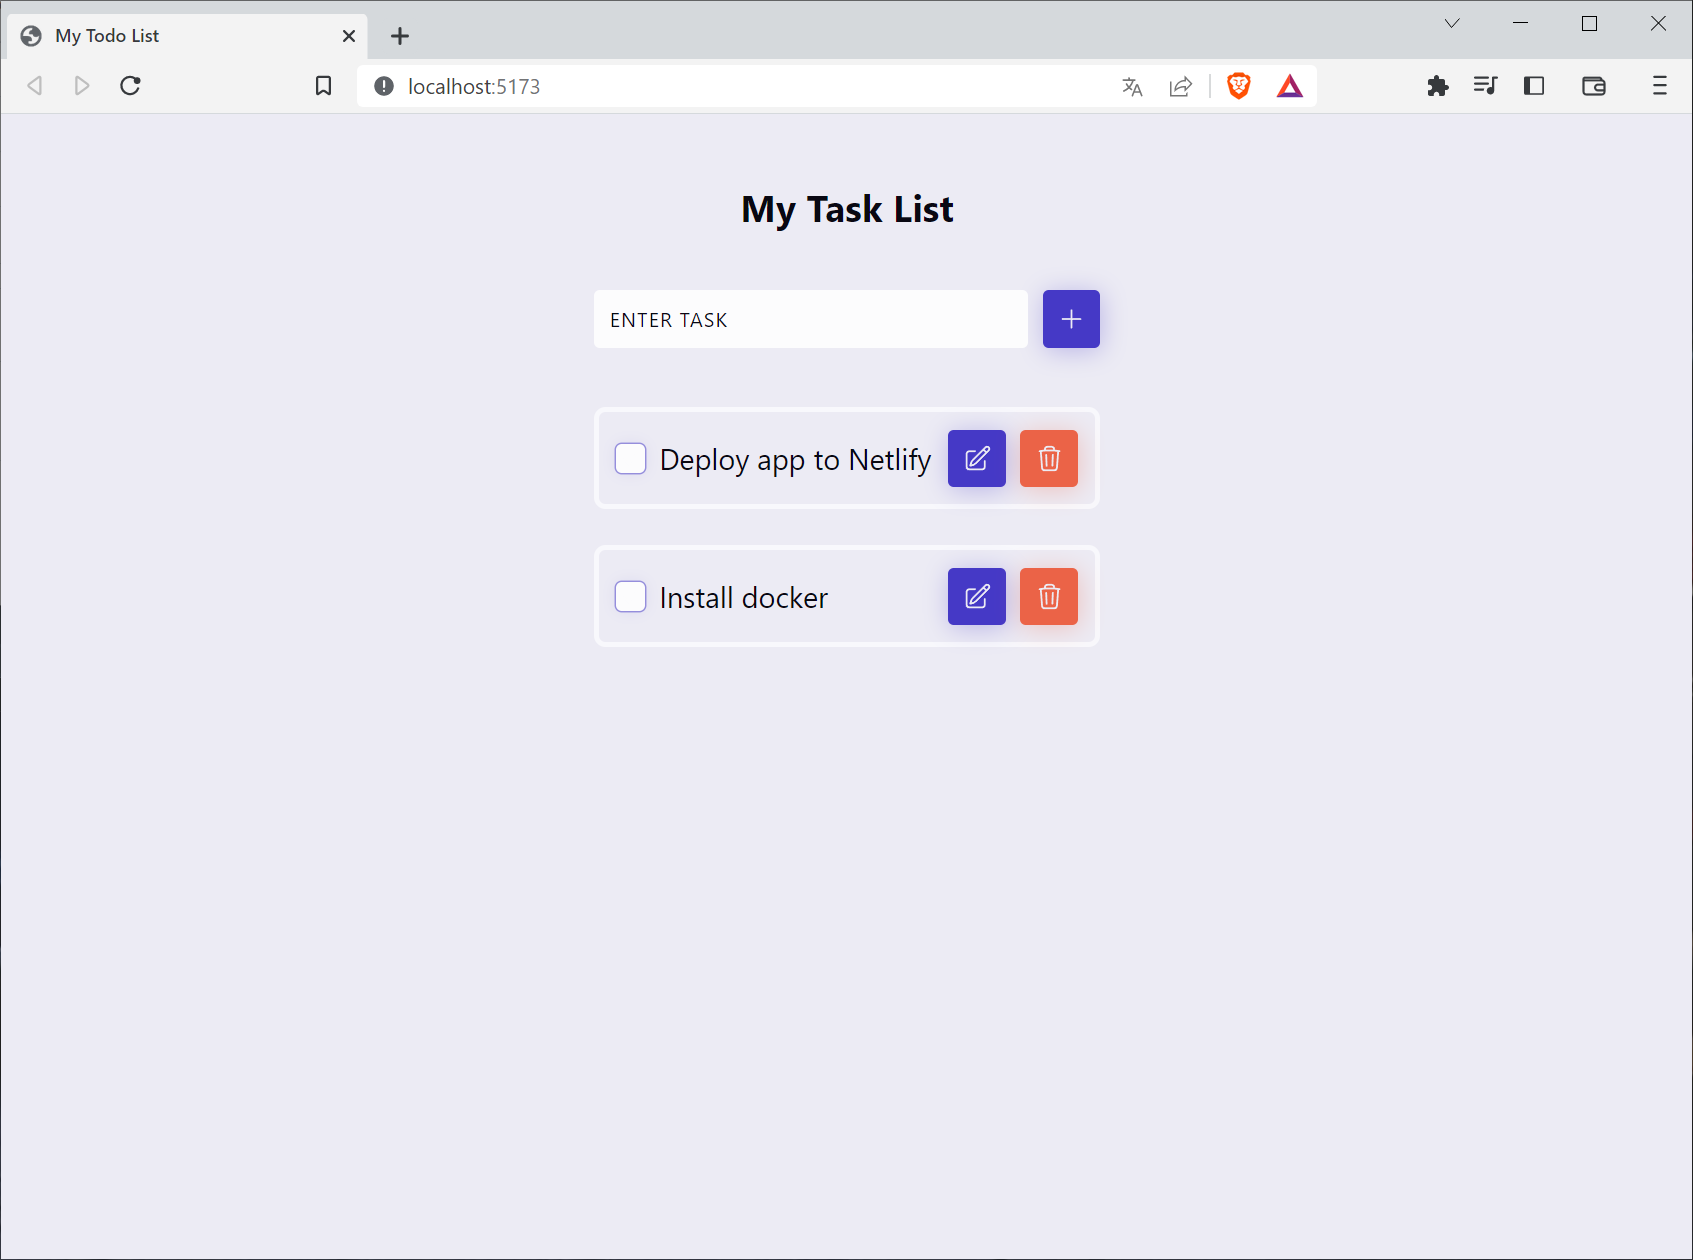 My Todo List
localhost:5173
My Task List
ENTER TASK
Deploy app to Netlify
Install docker